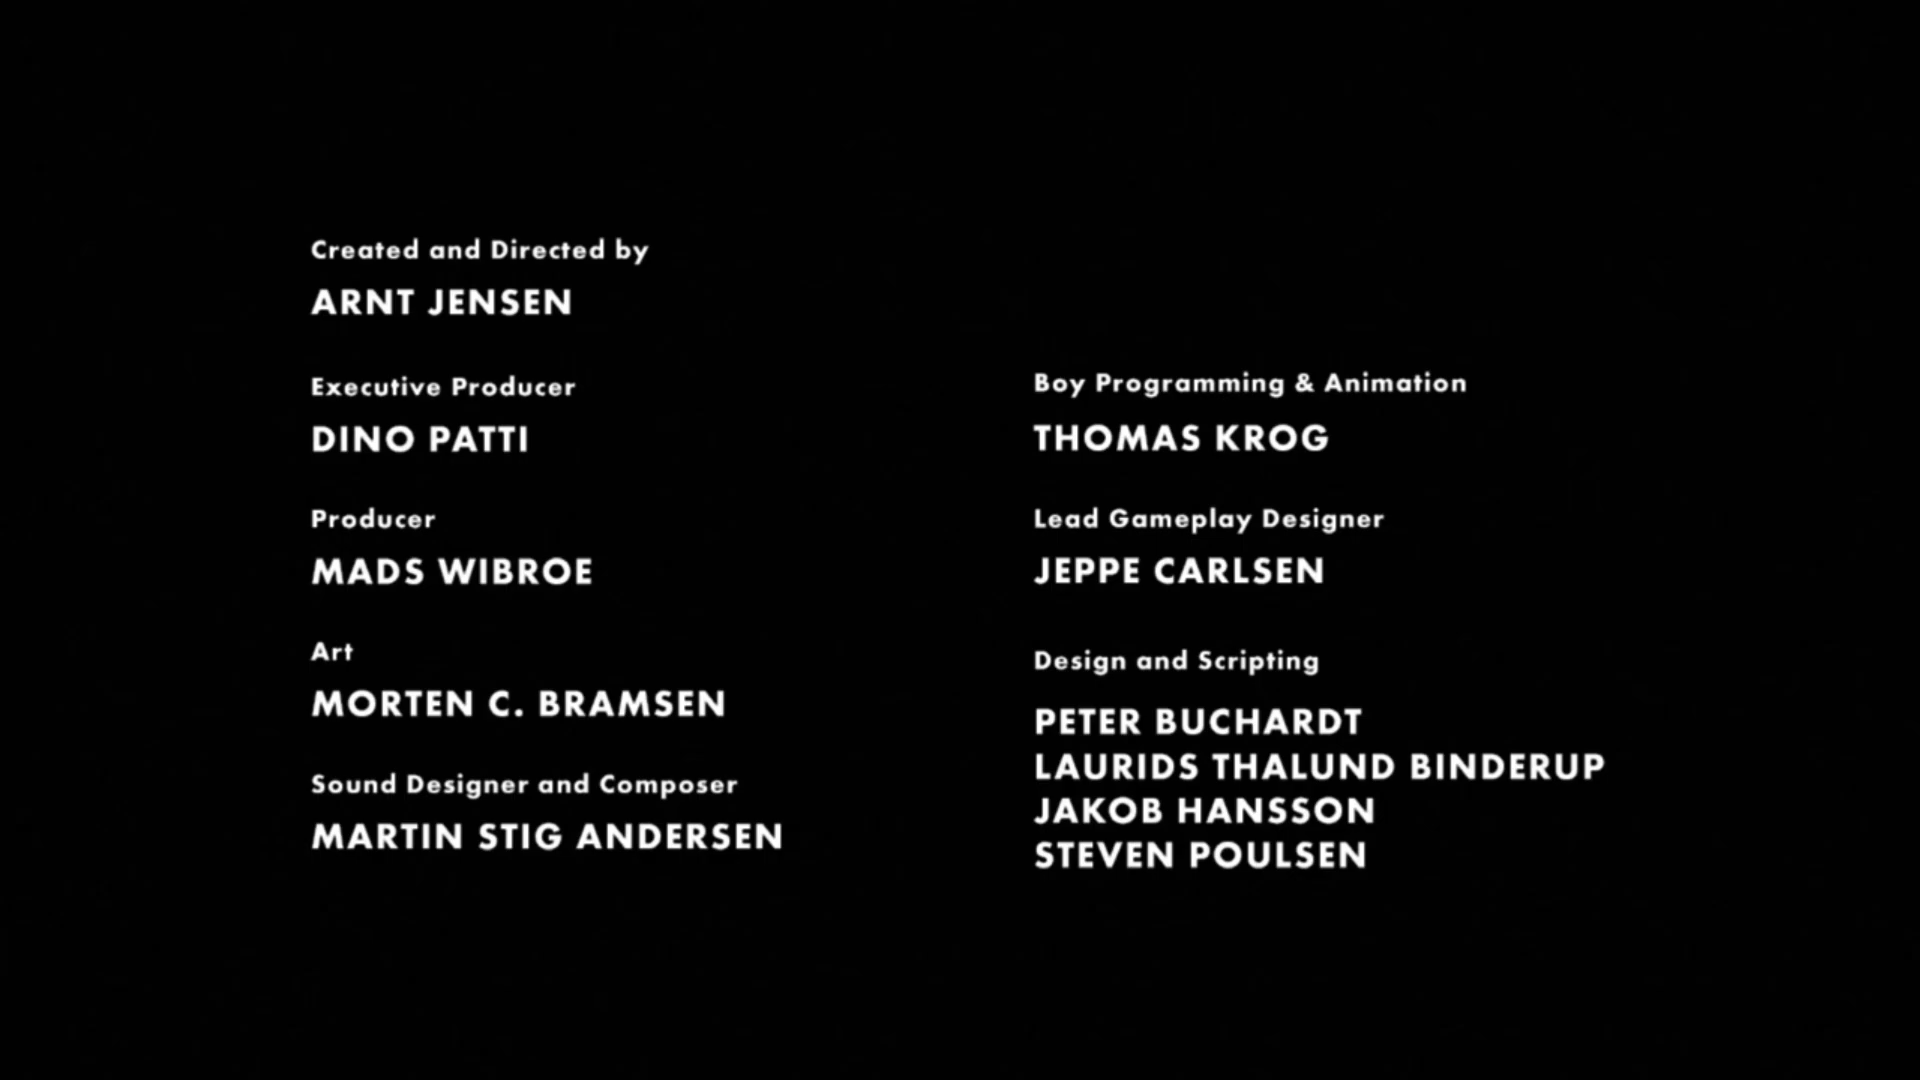 Created and Directed by
ARNT JENSEN
Executive Producer
DINO PATTI
Producer
MADS WIBROE
Art
MORTEN C. BRAMSEN
Sound Designer and Composer
MARTIN STIG ANDERSEN
Boy Programming & Animation
THOMAS KROG
Lead Gameplay Designer
JEPPE CARLSEN
Design and Scripting
PETER BUCHARDT
LAURIDS THALUND BINDERUP
JAKOB HANSSON
STEVEN POULSEN